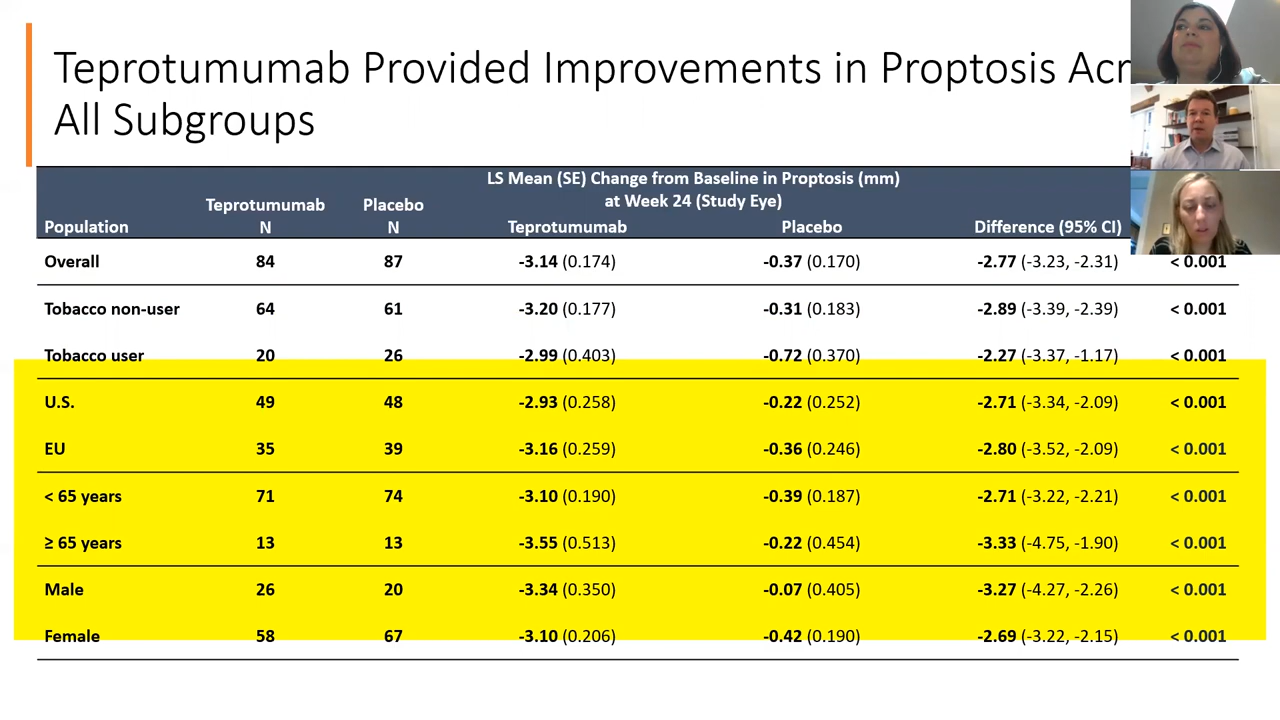 Teprotumumab Provided Improvements in Proptosis Acr
All Subgroups
LS Mean (SE) Change from Baseline in Proptosis (mm)
at Week 24 (Study Eye)
Teprotumumab Placebo
Population N N Teprotumumab Placebo Difference (95% CI)
Overall 84 87 -3.14 (0.174) -0.37 (0.170) -2.77 (-3.23, -2.31) < 0.001
Tobacco non-user 64 61 -3.20 (0.177) -0.31 (0.183) -2.89 (-3.39, -2.39) < 0.001
Tobacco user 20 26 -2.99 (0.403) -0.72 (0.370) -2.27 (-3.37, -1.17) < 0.001
U.S. 49 48 -2.93 (0.258) -0.22 (0.252) -2.71 (-3.34, -2.09) < 0.001
EU 35 39 -3.16 (0.259) -0.36 (0.246) -2.80 (-3.52, -2.09) < 0.001
< 65 years 71 74 -3.10 (0.190) -0.39 (0.187) -2.71 (-3.22, -2.21) < 0.001
≥ 65 years 13 13 -3.55 (0.513) -0.22 (0.454) -3.33 (-4.75, -1.90) < 0.001
Male 26 20 -3.34 (0.350) -0.07 (0.405) -3.27 (-4.27, -2.26) < 0.001
Female 58 67 -3.10 (0.206) -0.42 (0.190) -2.69 (-3.22, -2.15) < 0.001